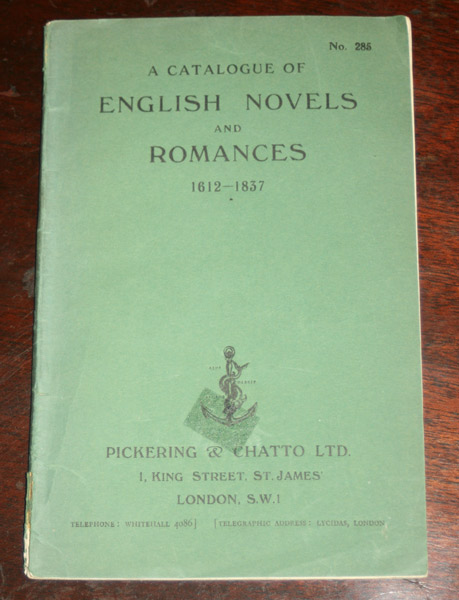 No. 285
A CATALOGUE OF
ENGLISH NOVELS
AND
ROMANCES
1612-1837
PICKERING & CHATTO LTD.
1, KING STREET, ST. JAMES'
LONDON, S.W.1
TELEPHONE: WHITEHALL 4086] [TELEGRAPHIC ADDRESS: LYCIDAS, LONDON